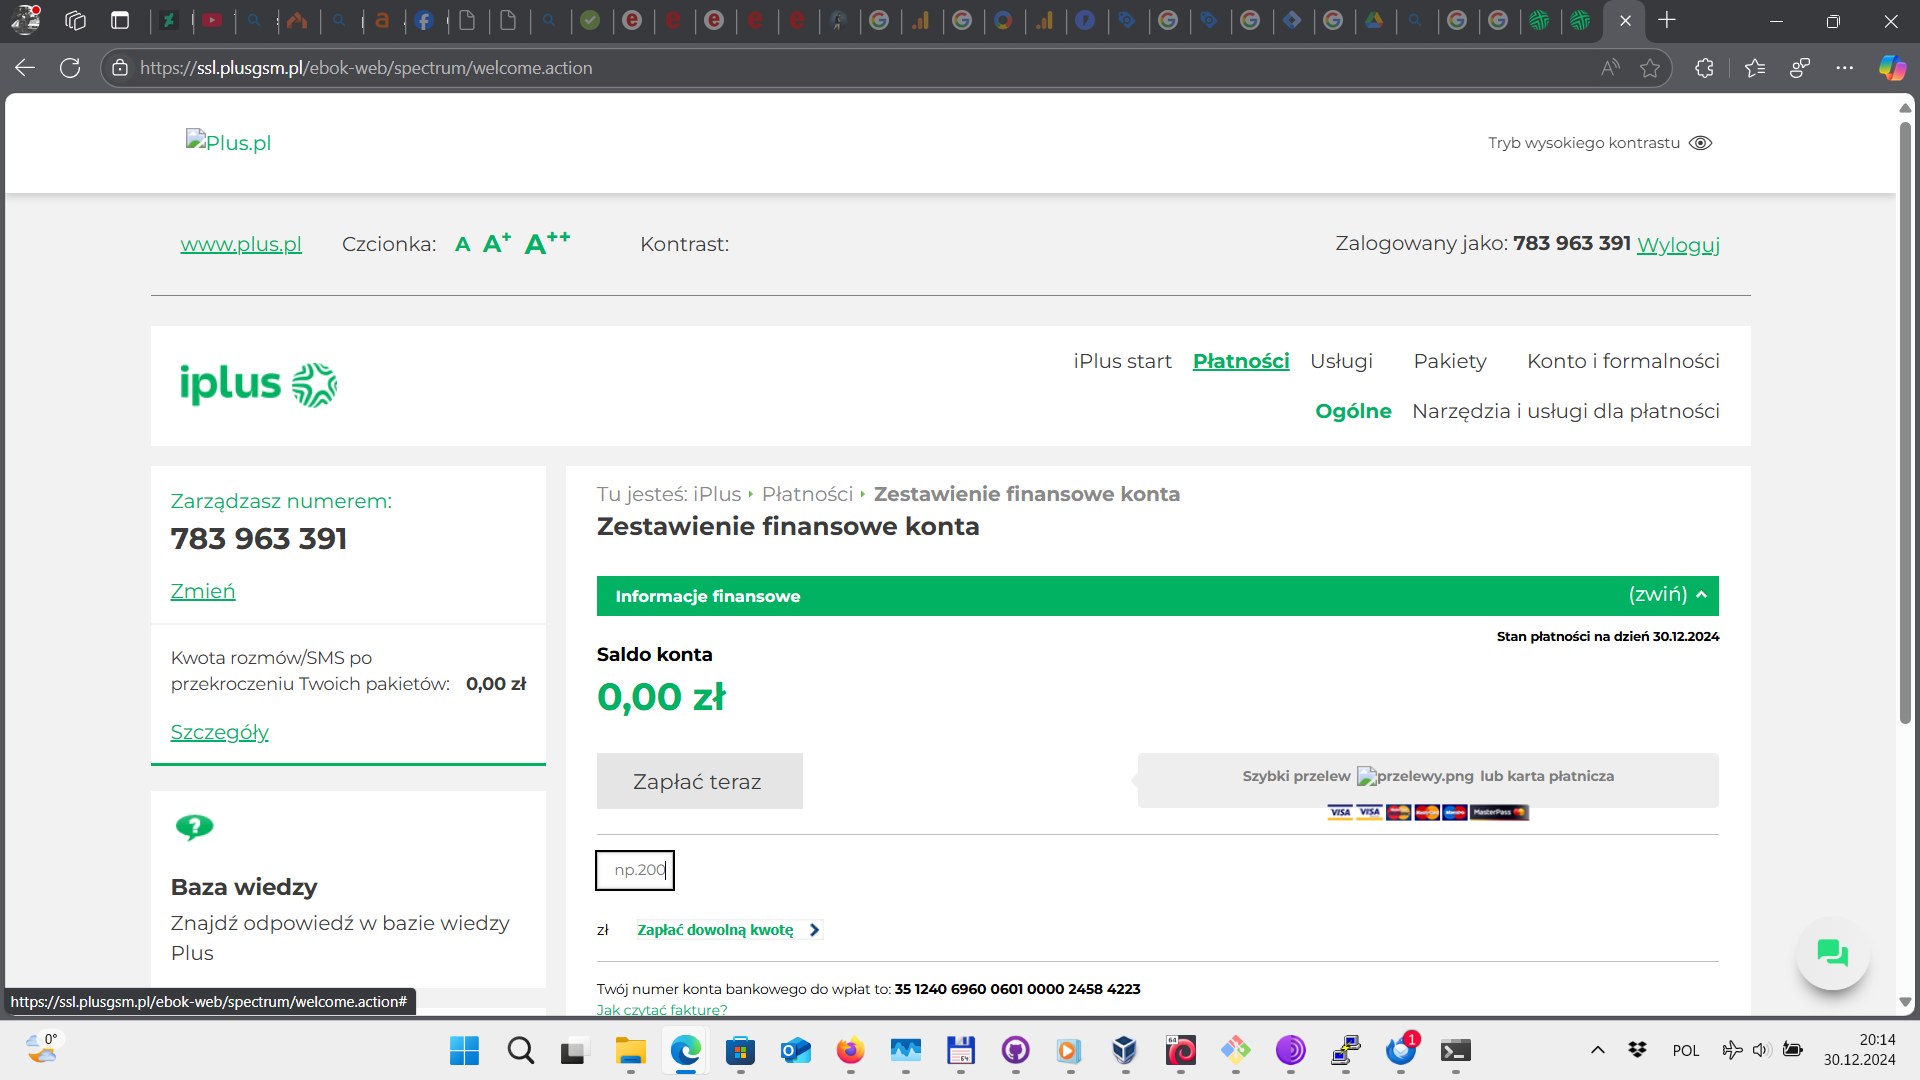 https://ssl.plusgsm.pl/ebok-web/spectrum/welcome.action
Plus.pl
Tryb wysokiego kontrastu
www.plus.pl Czcionka: A A+ A++ Kontrast:
Zalogowany jako: 783 963 391 Wyloguj
iplus
iPlus start Płatności Usługi Pakiety Konto i formalności
Ogólne Narzędzia i usługi dla płatności
Zarządzasz numerem:
783 963 391
Zmień
Kwota rozmów/SMS po
przekroczeniu Twoich pakietów: 0,00 zł
Szczegóły
?
Baza wiedzy
Znajdź odpowiedź w bazie wiedzy
Plus
Tu jesteś: iPlus Płatności Zestawienie finansowe konta
Zestawienie finansowe konta
Informacje finansowe (zwiń)
Stan płatności na dzień 30.12.2024
Saldo konta
0,00 zł
Zapłać teraz
Szybki przelew przelewy.png lub karta płatnicza
VISA VISA MasterPass
np.200
zł Zapłać dowolną kwotę
Twój numer konta bankowego do wpłat to: 35 1240 6960 0601 0000 2458 4223
Jak czytać fakturę?
https://ssl.plusgsm.pl/ebok-web/spectrum/welcome.action#
0°
64
1
POL
20:14
30.12.2024